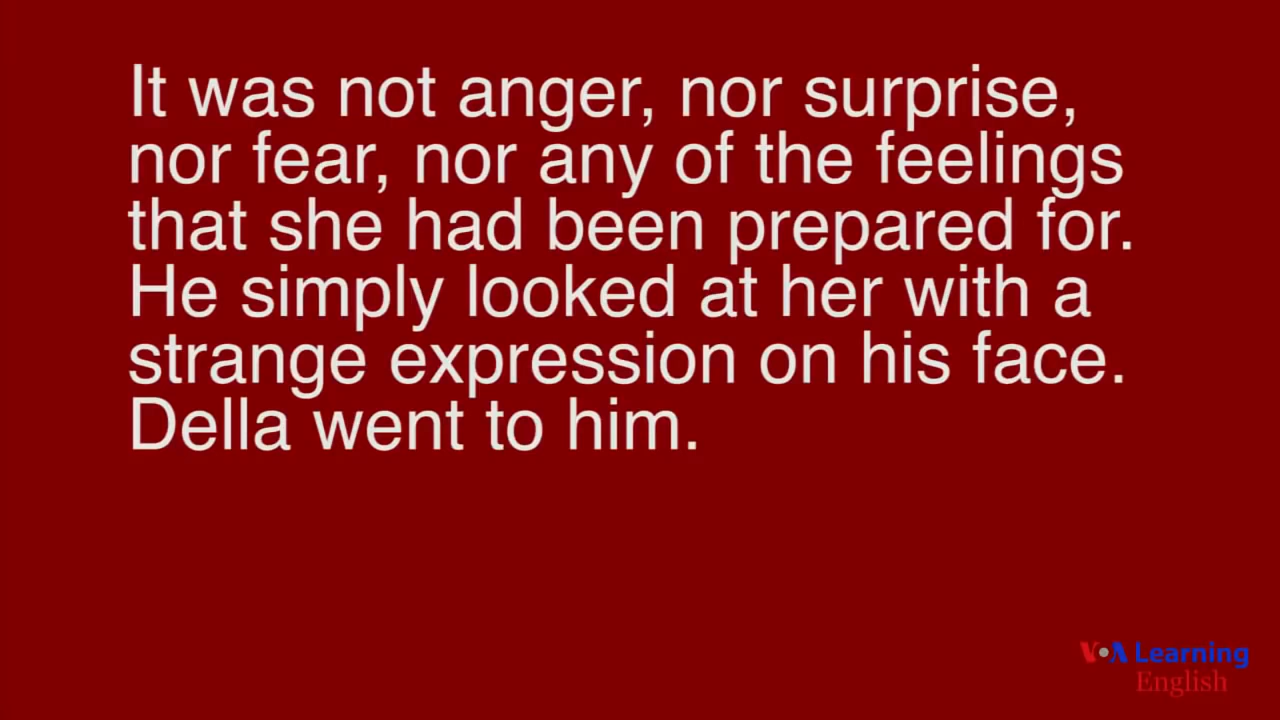 It was not anger, nor surprise,
nor fear, nor any of the feelings
that she had been prepared for.
He simply looked at her with a
strange expression on his face.
Della went to him.
VOA Learning
English